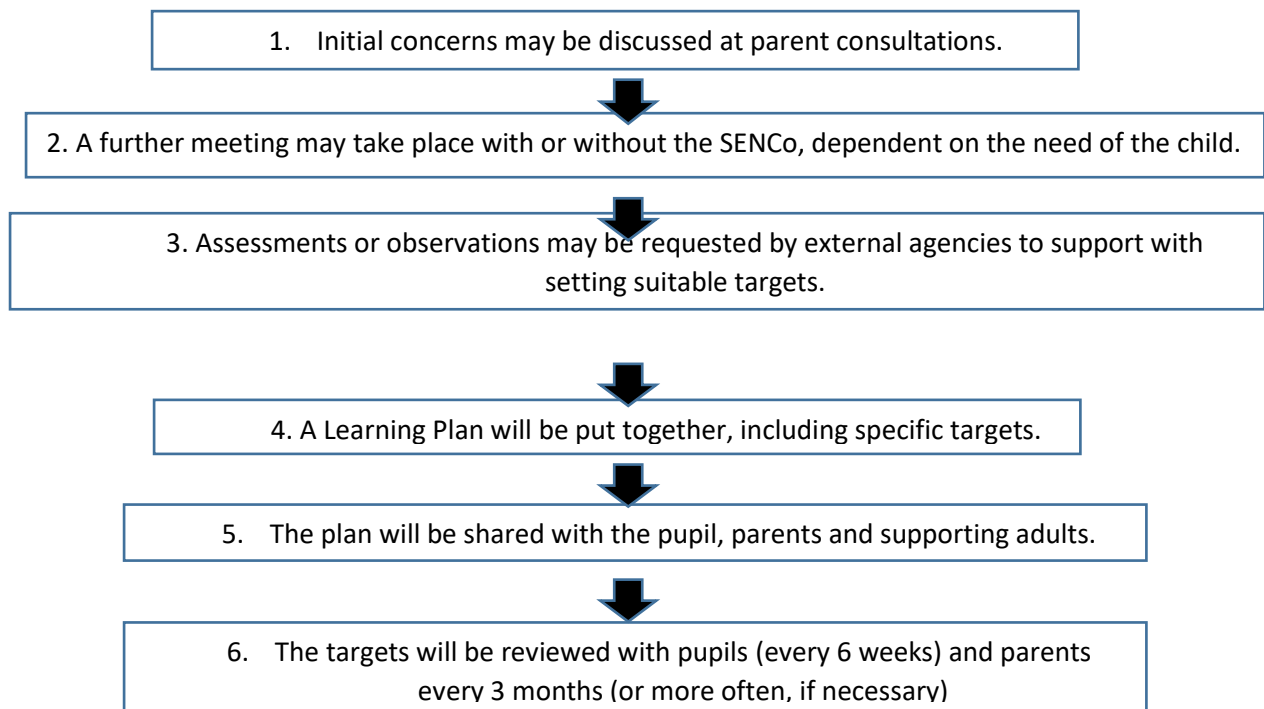 1. Initial concerns may be discussed at parent consultations.
2. A further meeting may take place with or without the SENCo, dependent on the need of the child.
3. Assessments or observations may be requested by external agencies to support with
setting suitable targets.
4. A Learning Plan will be put together, including specific targets.
5. The plan will be shared with the pupil, parents and supporting adults.
6. The targets will be reviewed with pupils (every 6 weeks) and parents
every 3 months (or more often, if necessary)